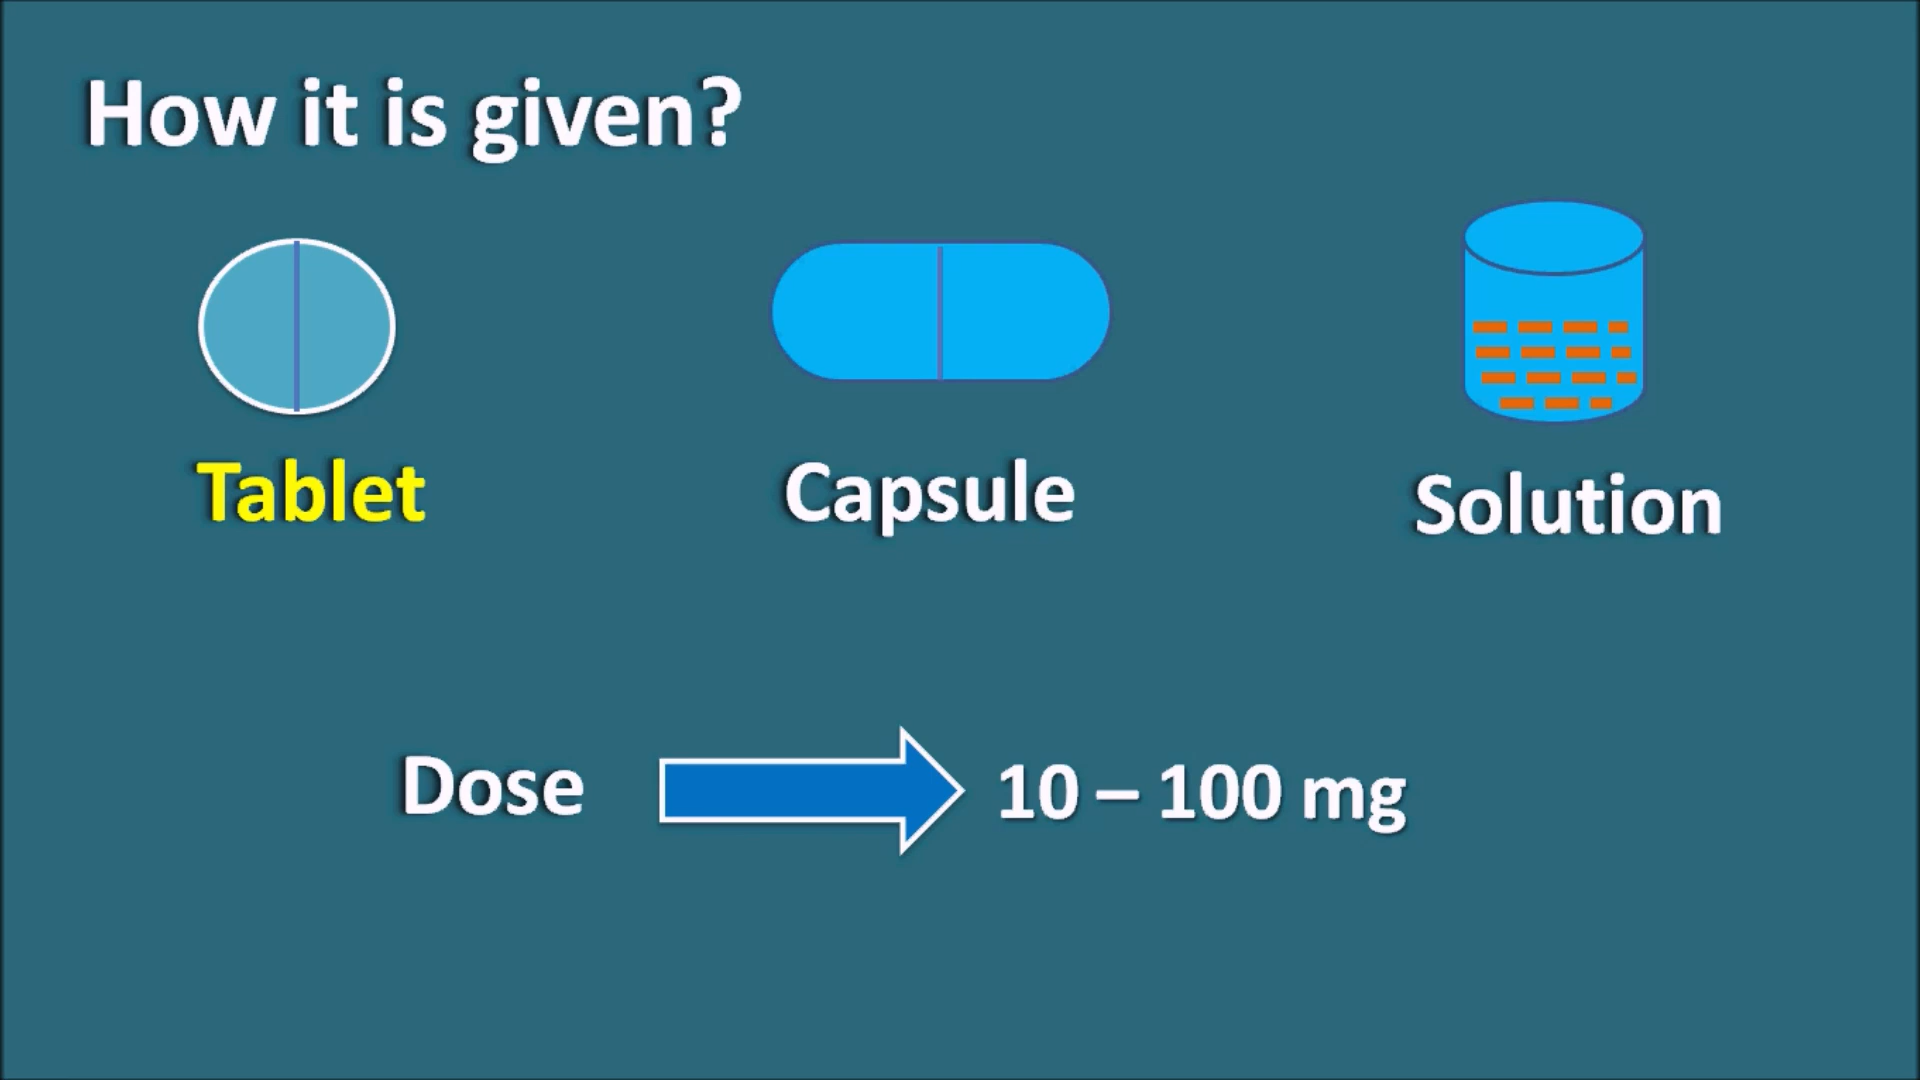 How it is given?
Tablet
Capsule
Solution
Dose
10 – 100 mg